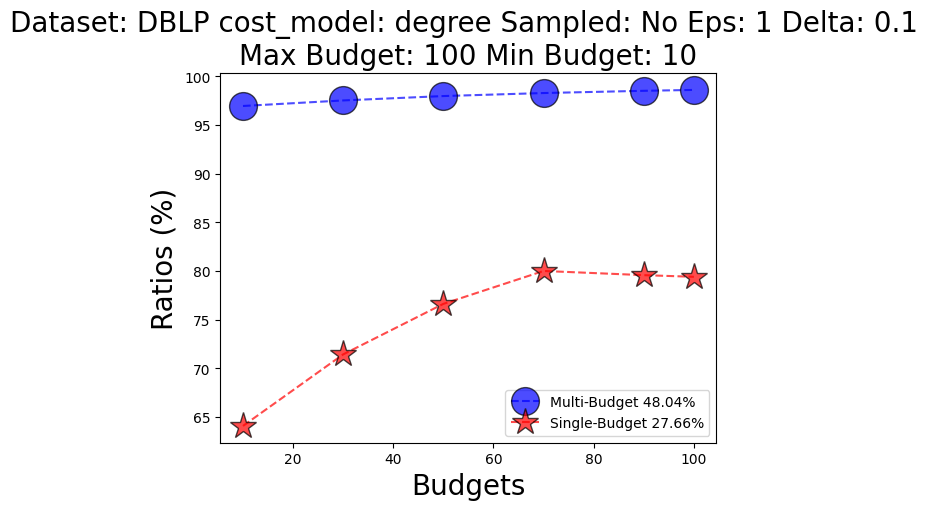 Dataset: DBLP cost_model: degree Sampled: No Eps: 1 Delta: 0.1
Max Budget: 100 Min Budget: 10
100
95
90
85
80
75
70
65
Ratios (%)
Multi-Budget 48.04%
Single-Budget 27.66%
20
40
60
80
100
Budgets